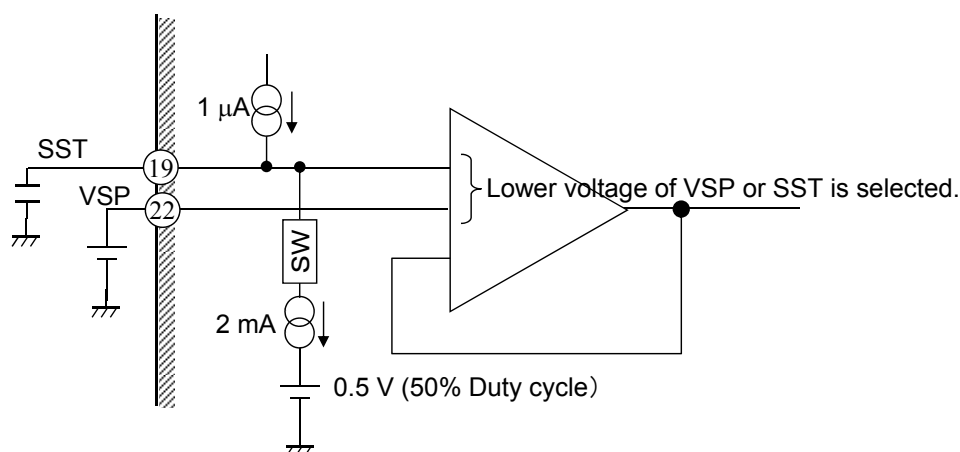 1 μA
SST
19
VSP
22
Lower voltage of VSP or SST is selected.
SW
2 mA
0.5 V (50% Duty cycle）